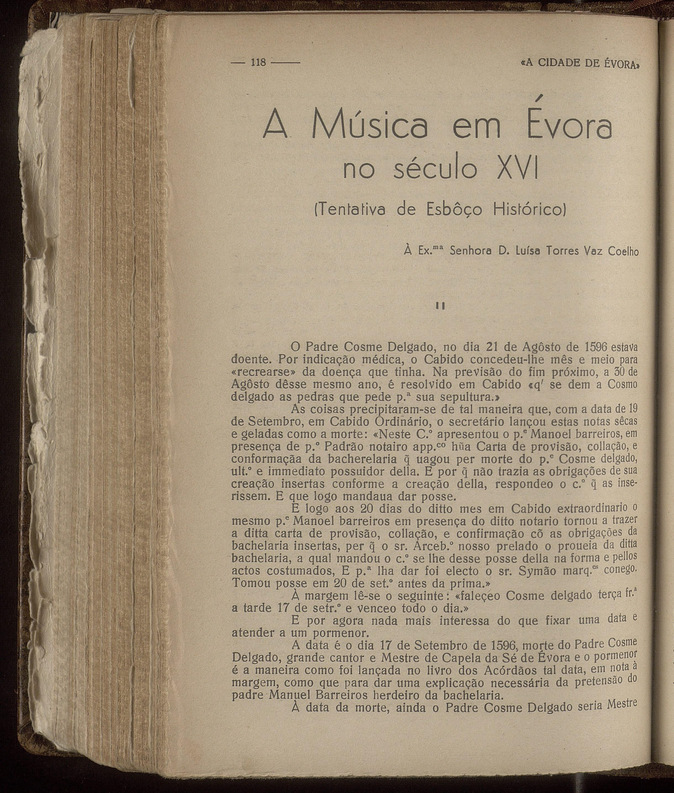 — 118 —
«A CIDADE DE ÉVORA»
A Música em Évora
no século XVI
(Tentativa de Esbôço Histórico)
À Ex.ᵐᵃ Senhora D. Luísa Torres Vaz Coelho
II
O Padre Cosme Delgado, no dia 21 de Agôsto de 1596 estava
doente. Por indicação médica, o Cabido concedeu-lhe mês e meio para
«recrearse» da doença que tinha. Na previsão do fim próximo, a 30 de
Agôsto dêsse mesmo ano, é resolvido em Cabido «qʳ se dem a Cosmo
delgado as pedras que pede p.ª sua sepultura.»
As coisas precipitaram-se de tal maneira que, com a data de 19
de Setembro, em Cabido Ordinário, o secretário lançou estas notas sêcas
e geladas como a morte: «Neste C.º apresentou o p.ᵉ Manoel barreiros, em
presença de p.º Padrão notairo app.ᶜᵒ hũa Carta de provisão, collação, e
conformação da bacherelaria q̃ uagou per morte do p.ᵉ Cosme delgado,
ult.º e immediato possuidor della. E por q̃ não trazia as obrigações de sua
creação insertas conforme a creação della, respondeo o c.º q̃ as inse-
rissem. E que logo mandaua dar posse.
E logo aos 20 dias do ditto mes em Cabido extraordinario o
mesmo p.ᵉ Manoel barreiros em presença do ditto notario tornou a trazer
a ditta carta de provisão, collação, e confirmação cõ as obrigações da
bachelaria insertas, per q̃ o sr. Arceb.º nosso prelado o proueia da ditta
bachelaria, a qual mandou o c.º se lhe desse posse della na forma e pellos
actos costumados, E p.ª lha dar foi electo o sr. Symão marq.ᵉˢ conego.
Tomou posse em 20 de set.º antes da prima.»
À margem lê-se o seguinte: «faleçeo Cosme delgado terça fr.ª
a tarde 17 de setr.º e venceo todo o dia.»
E por agora nada mais interessa do que fixar uma data e
atender a um pormenor.
A data é o dia 17 de Setembro de 1596, morte do Padre Cosme
Delgado, grande cantor e Mestre de Capela da Sé de Évora e o pormenor
é a maneira como foi lançada no livro dos Acórdãos tal data, em nota à
margem, como que para dar uma explicação necessária da pretensão do
padre Manuel Barreiros herdeiro da bachelaria.
À data da morte, ainda o Padre Cosme Delgado seria Mestre